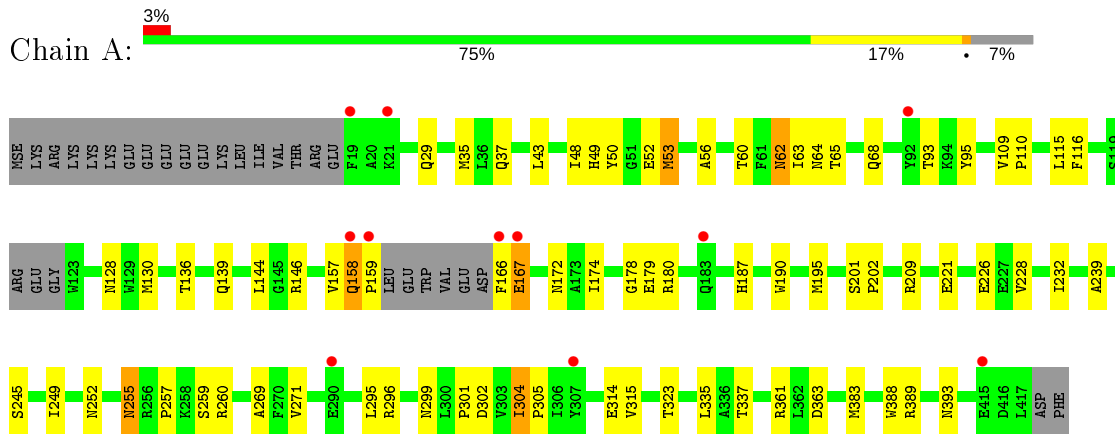 3%
Chain A:
75% 17% • 7%
MSE LYS ARG LYS LYS LYS GLU GLU GLU GLU GLU LYS LEU ILE VAL THR ARG GLU F19 A20 K21 Q29 M35 L36 Q37 L43 I48 H49 Y50 G51 E52 M53 A56 T60 F61 N62 I63 N64 T65 Q68 Y92 T93 K94 Y95 V109 P110 L115 F116 S119
ARG GLU GLY W123 N128 W129 M130 T136 Q139 L144 G145 R146 V157 Q158 P159 LEU GLU TRP VAL GLU ASP F166 E167 N172 A173 I174 G178 E179 R180 Q183 H187 W190 M195 S201 P202 R209 E221 E226 E227 V228 I232 A239
S245 I249 N252 N255 R256 P257 K258 S259 R260 A269 F270 V271 E290 L295 R296 N299 L300 P301 D302 V303 I304 P305 I306 Y307 E314 V315 T323 L335 A336 T337 R361 L362 D363 M383 W388 R389 N393 E415 D416 L417 ASP PHE